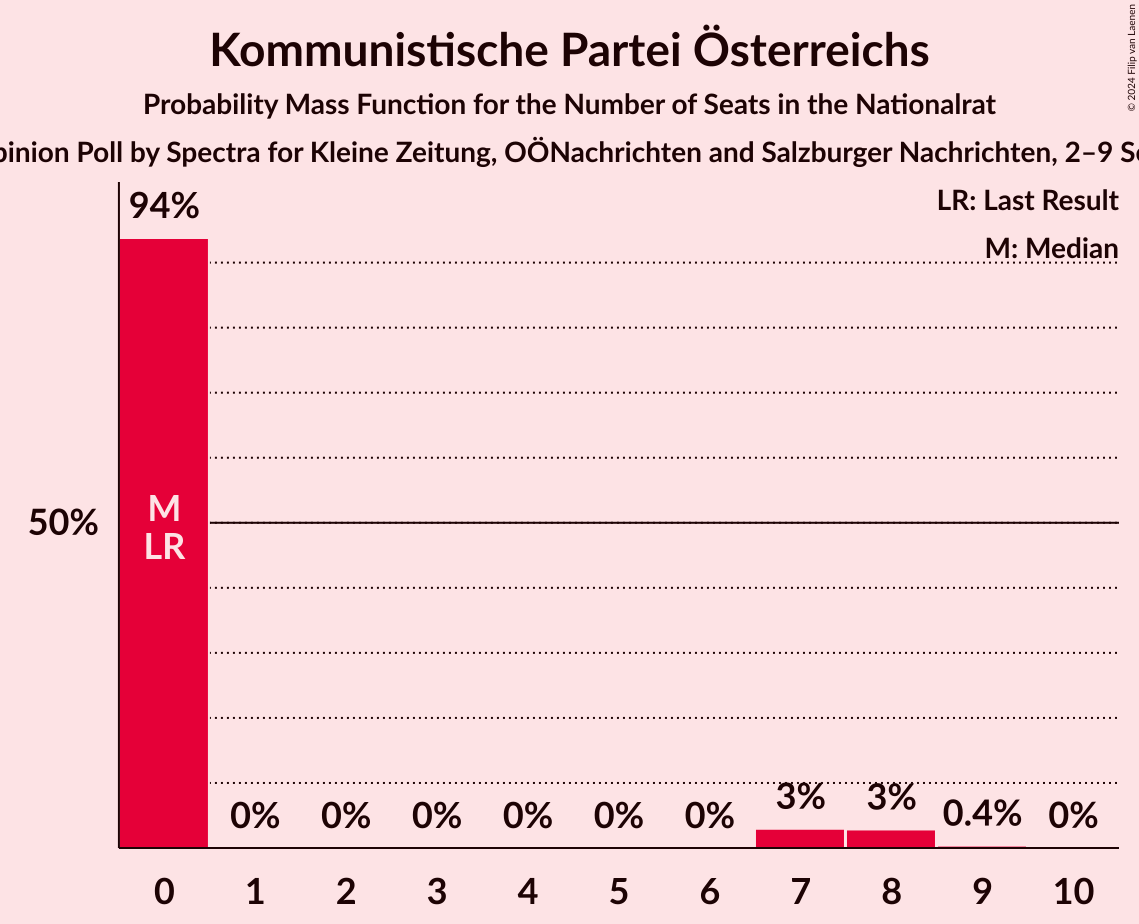 Kommunistische Partei Österreichs
Probability Mass Function for the Number of Seats in the Nationalrat
Poll by Spectra for Kleine Zeitung, OÖNachrichten and Salzburger Nachrichten, 2–9
© 2024 Filip van Laenen
LR: Last Result
M: Median
94%
50%
M
LR
0% 0% 0% 0% 0% 0% 3% 3% 0.4% 0%
0 1 2 3 4 5 6 7 8 9 10